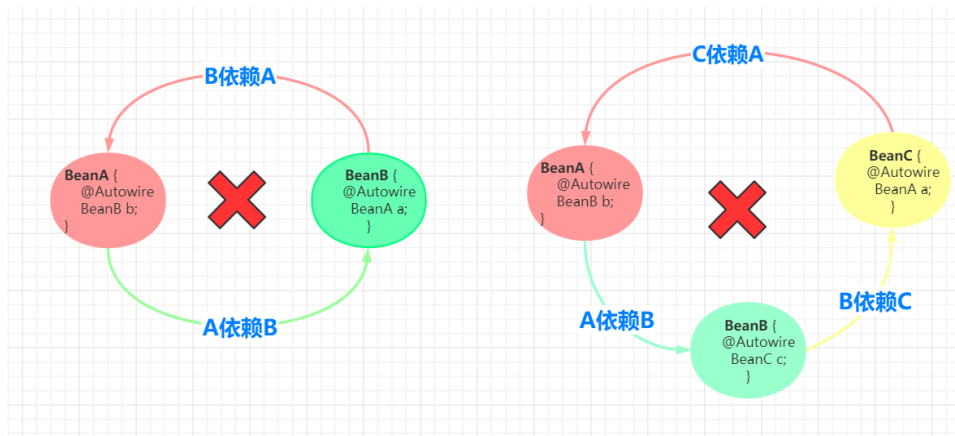 B依赖A
BeanA {
@Autowire
BeanB b;
}
BeanB {
@Autowire
BeanA a;
}
A依赖B
C依赖A
BeanA {
@Autowire
BeanB b;
}
BeanC {
@Autowire
BeanA a;
}
A依赖B
B依赖C
BeanB {
@Autowire
BeanC c;
}